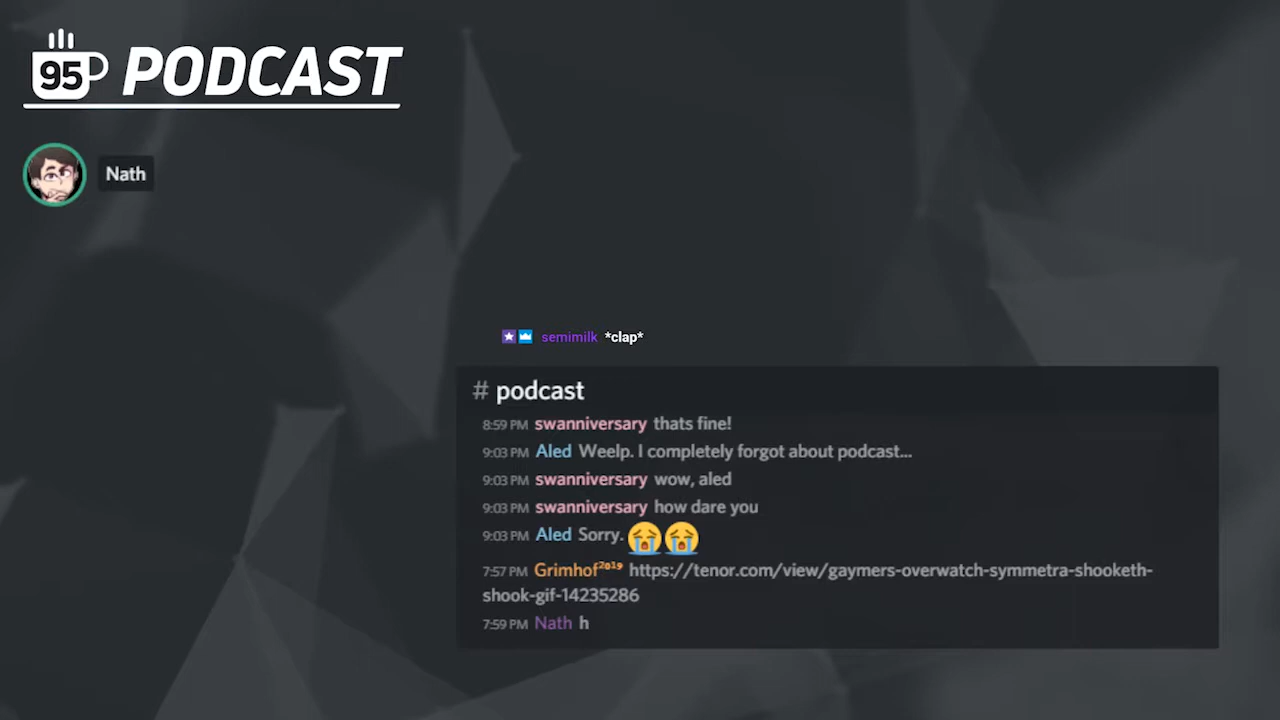 95 PODCAST
Nath
semimilk *clap*
# podcast
8:59 PM swanniversary thats fine!
9:03 PM Aled Weelp. I completely forgot about podcast...
9:03 PM swanniversary wow, aled
9:03 PM swanniversary how dare you
9:03 PM Aled Sorry. 😭😭
7:57 PM Grimhof²⁰¹⁹ https://tenor.com/view/gaymers-overwatch-symmetra-shooketh-
shook-gif-14235286
7:59 PM Nath h